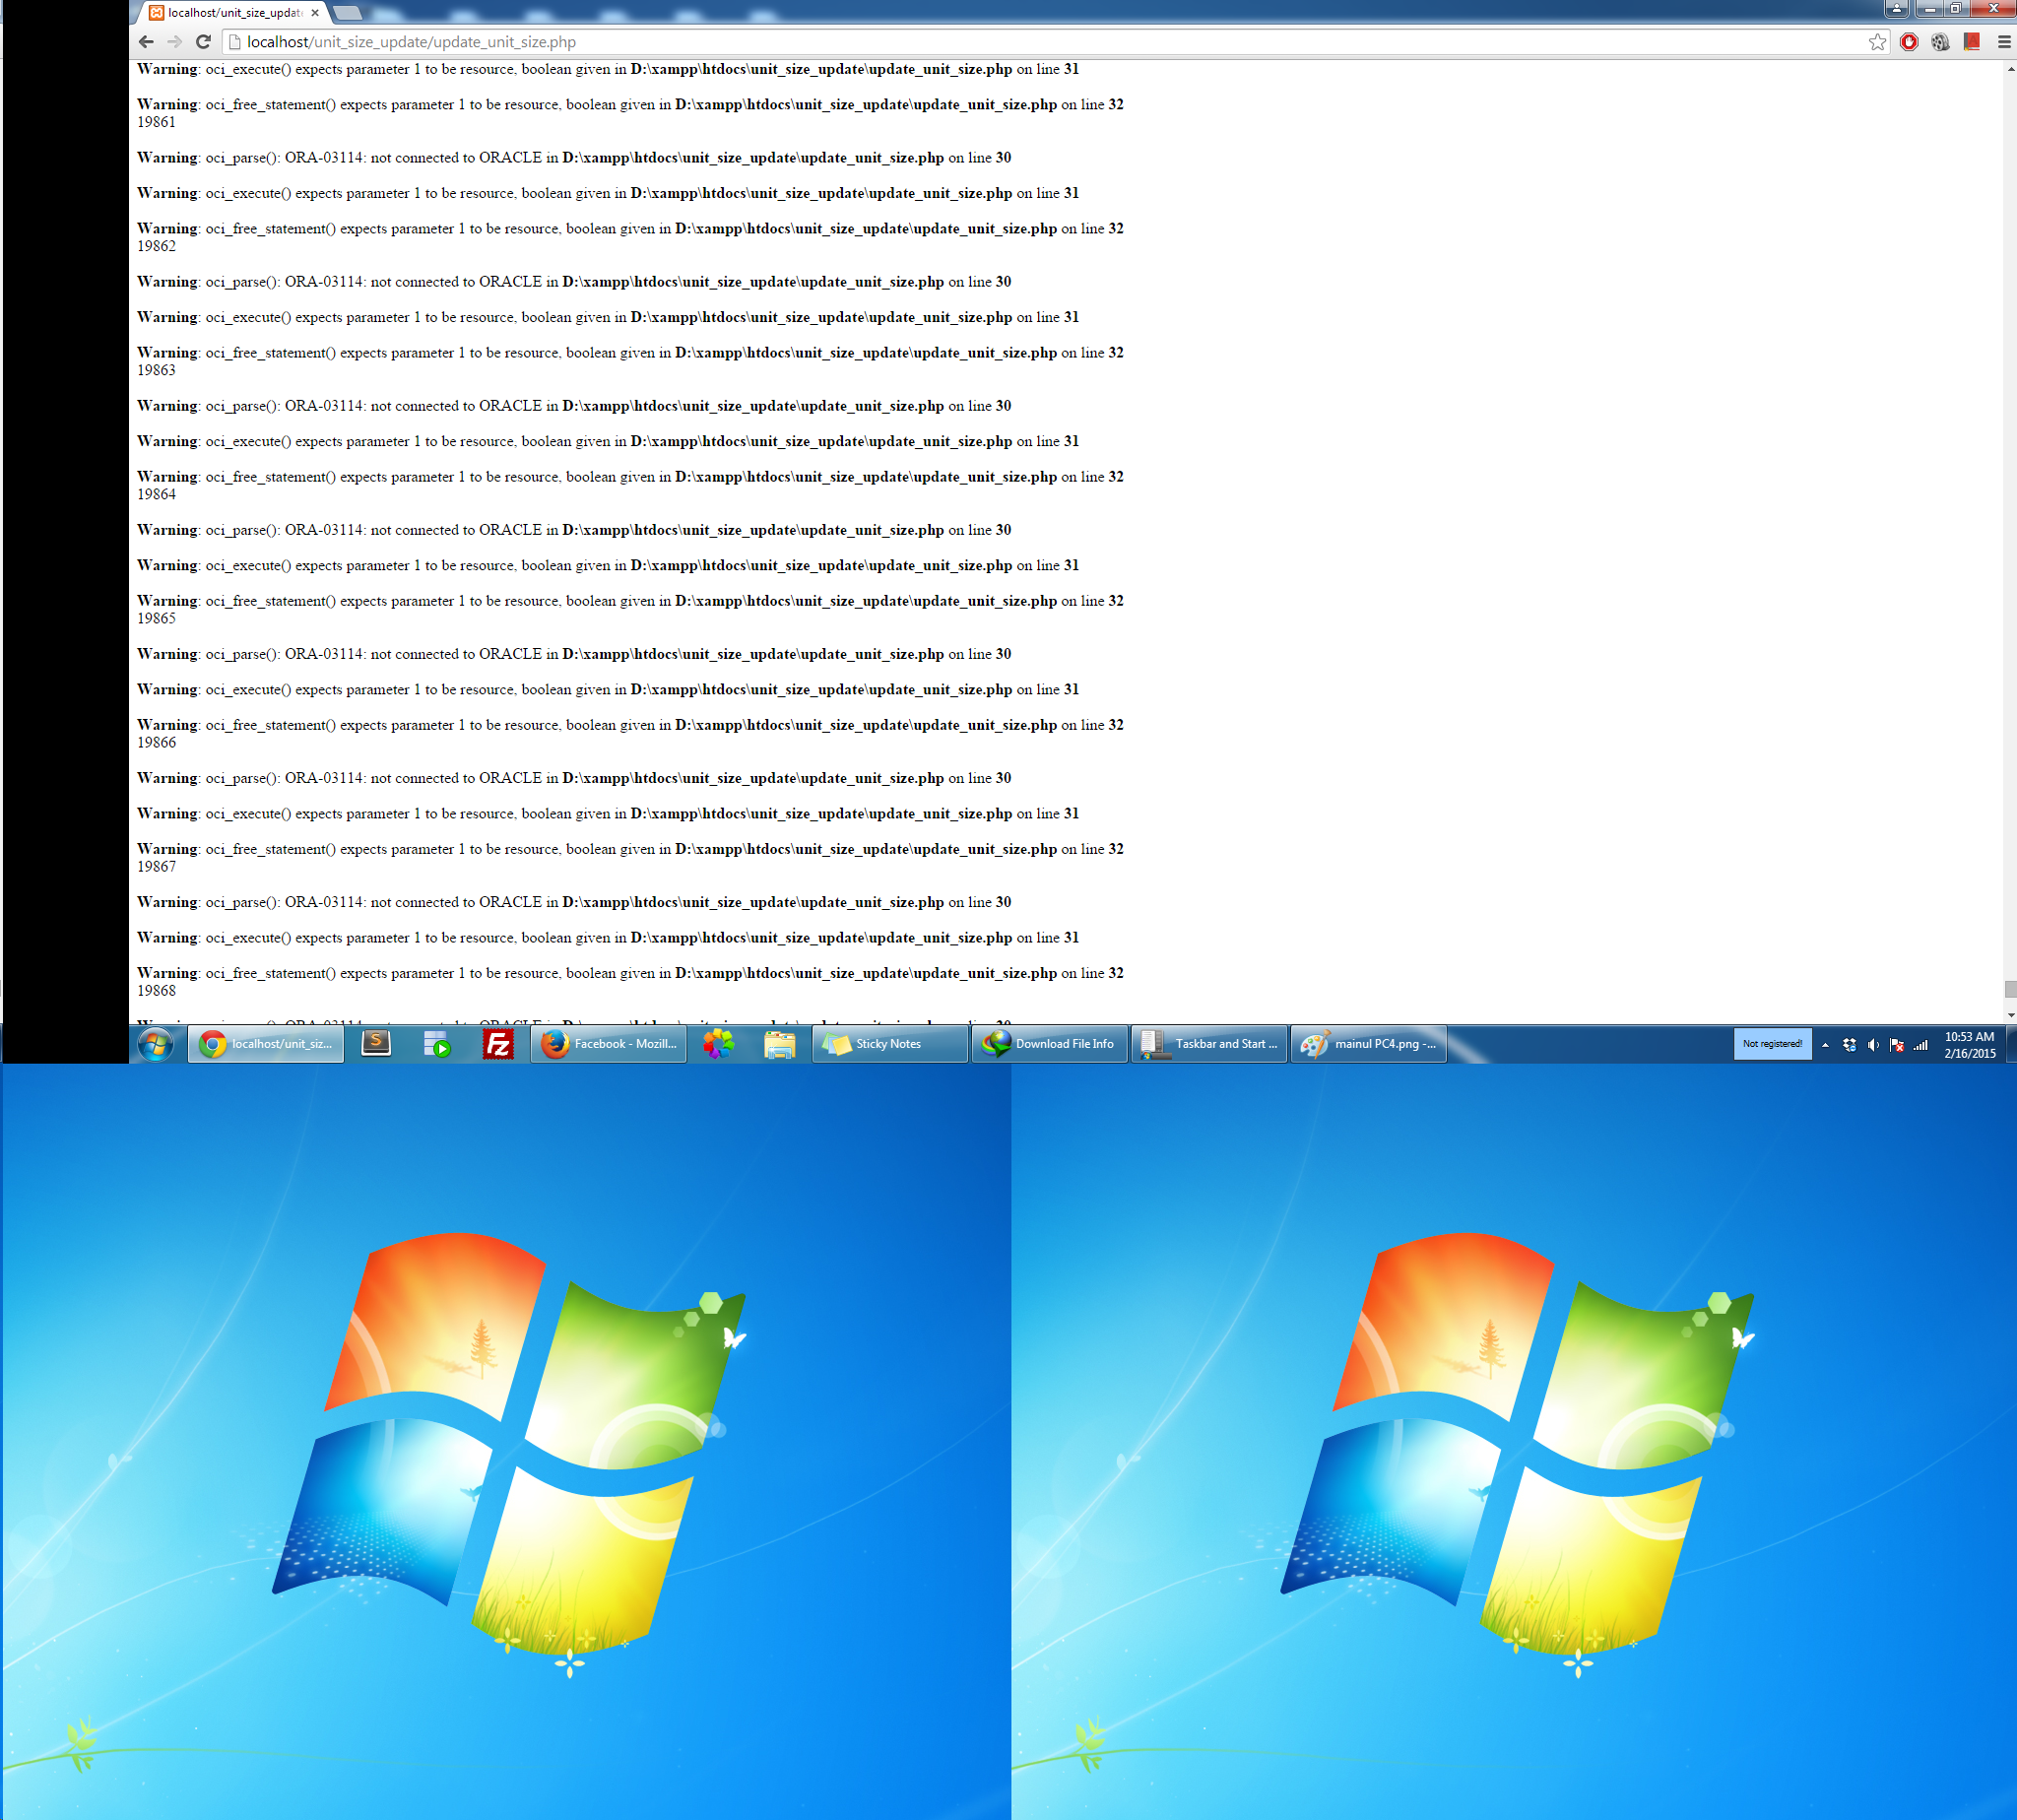 localhost/unit_size_updat
localhost/unit_size_update/update_unit_size.php
Warning: oci_execute() expects parameter 1 to be resource, boolean given in D:\xampp\htdocs\unit_size_update\update_unit_size.php on line 31
Warning: oci_free_statement() expects parameter 1 to be resource, boolean given in D:\xampp\htdocs\unit_size_update\update_unit_size.php on line 32
19861
Warning: oci_parse(): ORA-03114: not connected to ORACLE in D:\xampp\htdocs\unit_size_update\update_unit_size.php on line 30
Warning: oci_execute() expects parameter 1 to be resource, boolean given in D:\xampp\htdocs\unit_size_update\update_unit_size.php on line 31
Warning: oci_free_statement() expects parameter 1 to be resource, boolean given in D:\xampp\htdocs\unit_size_update\update_unit_size.php on line 32
19862
Warning: oci_parse(): ORA-03114: not connected to ORACLE in D:\xampp\htdocs\unit_size_update\update_unit_size.php on line 30
Warning: oci_execute() expects parameter 1 to be resource, boolean given in D:\xampp\htdocs\unit_size_update\update_unit_size.php on line 31
Warning: oci_free_statement() expects parameter 1 to be resource, boolean given in D:\xampp\htdocs\unit_size_update\update_unit_size.php on line 32
19863
Warning: oci_parse(): ORA-03114: not connected to ORACLE in D:\xampp\htdocs\unit_size_update\update_unit_size.php on line 30
Warning: oci_execute() expects parameter 1 to be resource, boolean given in D:\xampp\htdocs\unit_size_update\update_unit_size.php on line 31
Warning: oci_free_statement() expects parameter 1 to be resource, boolean given in D:\xampp\htdocs\unit_size_update\update_unit_size.php on line 32
19864
Warning: oci_parse(): ORA-03114: not connected to ORACLE in D:\xampp\htdocs\unit_size_update\update_unit_size.php on line 30
Warning: oci_execute() expects parameter 1 to be resource, boolean given in D:\xampp\htdocs\unit_size_update\update_unit_size.php on line 31
Warning: oci_free_statement() expects parameter 1 to be resource, boolean given in D:\xampp\htdocs\unit_size_update\update_unit_size.php on line 32
19865
Warning: oci_parse(): ORA-03114: not connected to ORACLE in D:\xampp\htdocs\unit_size_update\update_unit_size.php on line 30
Warning: oci_execute() expects parameter 1 to be resource, boolean given in D:\xampp\htdocs\unit_size_update\update_unit_size.php on line 31
Warning: oci_free_statement() expects parameter 1 to be resource, boolean given in D:\xampp\htdocs\unit_size_update\update_unit_size.php on line 32
19866
Warning: oci_parse(): ORA-03114: not connected to ORACLE in D:\xampp\htdocs\unit_size_update\update_unit_size.php on line 30
Warning: oci_execute() expects parameter 1 to be resource, boolean given in D:\xampp\htdocs\unit_size_update\update_unit_size.php on line 31
Warning: oci_free_statement() expects parameter 1 to be resource, boolean given in D:\xampp\htdocs\unit_size_update\update_unit_size.php on line 32
19867
Warning: oci_parse(): ORA-03114: not connected to ORACLE in D:\xampp\htdocs\unit_size_update\update_unit_size.php on line 30
Warning: oci_execute() expects parameter 1 to be resource, boolean given in D:\xampp\htdocs\unit_size_update\update_unit_size.php on line 31
Warning: oci_free_statement() expects parameter 1 to be resource, boolean given in D:\xampp\htdocs\unit_size_update\update_unit_size.php on line 32
19868
localhost/unit_siz... S Fz Facebook - Mozill... Sticky Notes Download File Info Taskbar and Start ... mainul PC4.png -... Not registered! 10:53 AM
2/16/2015